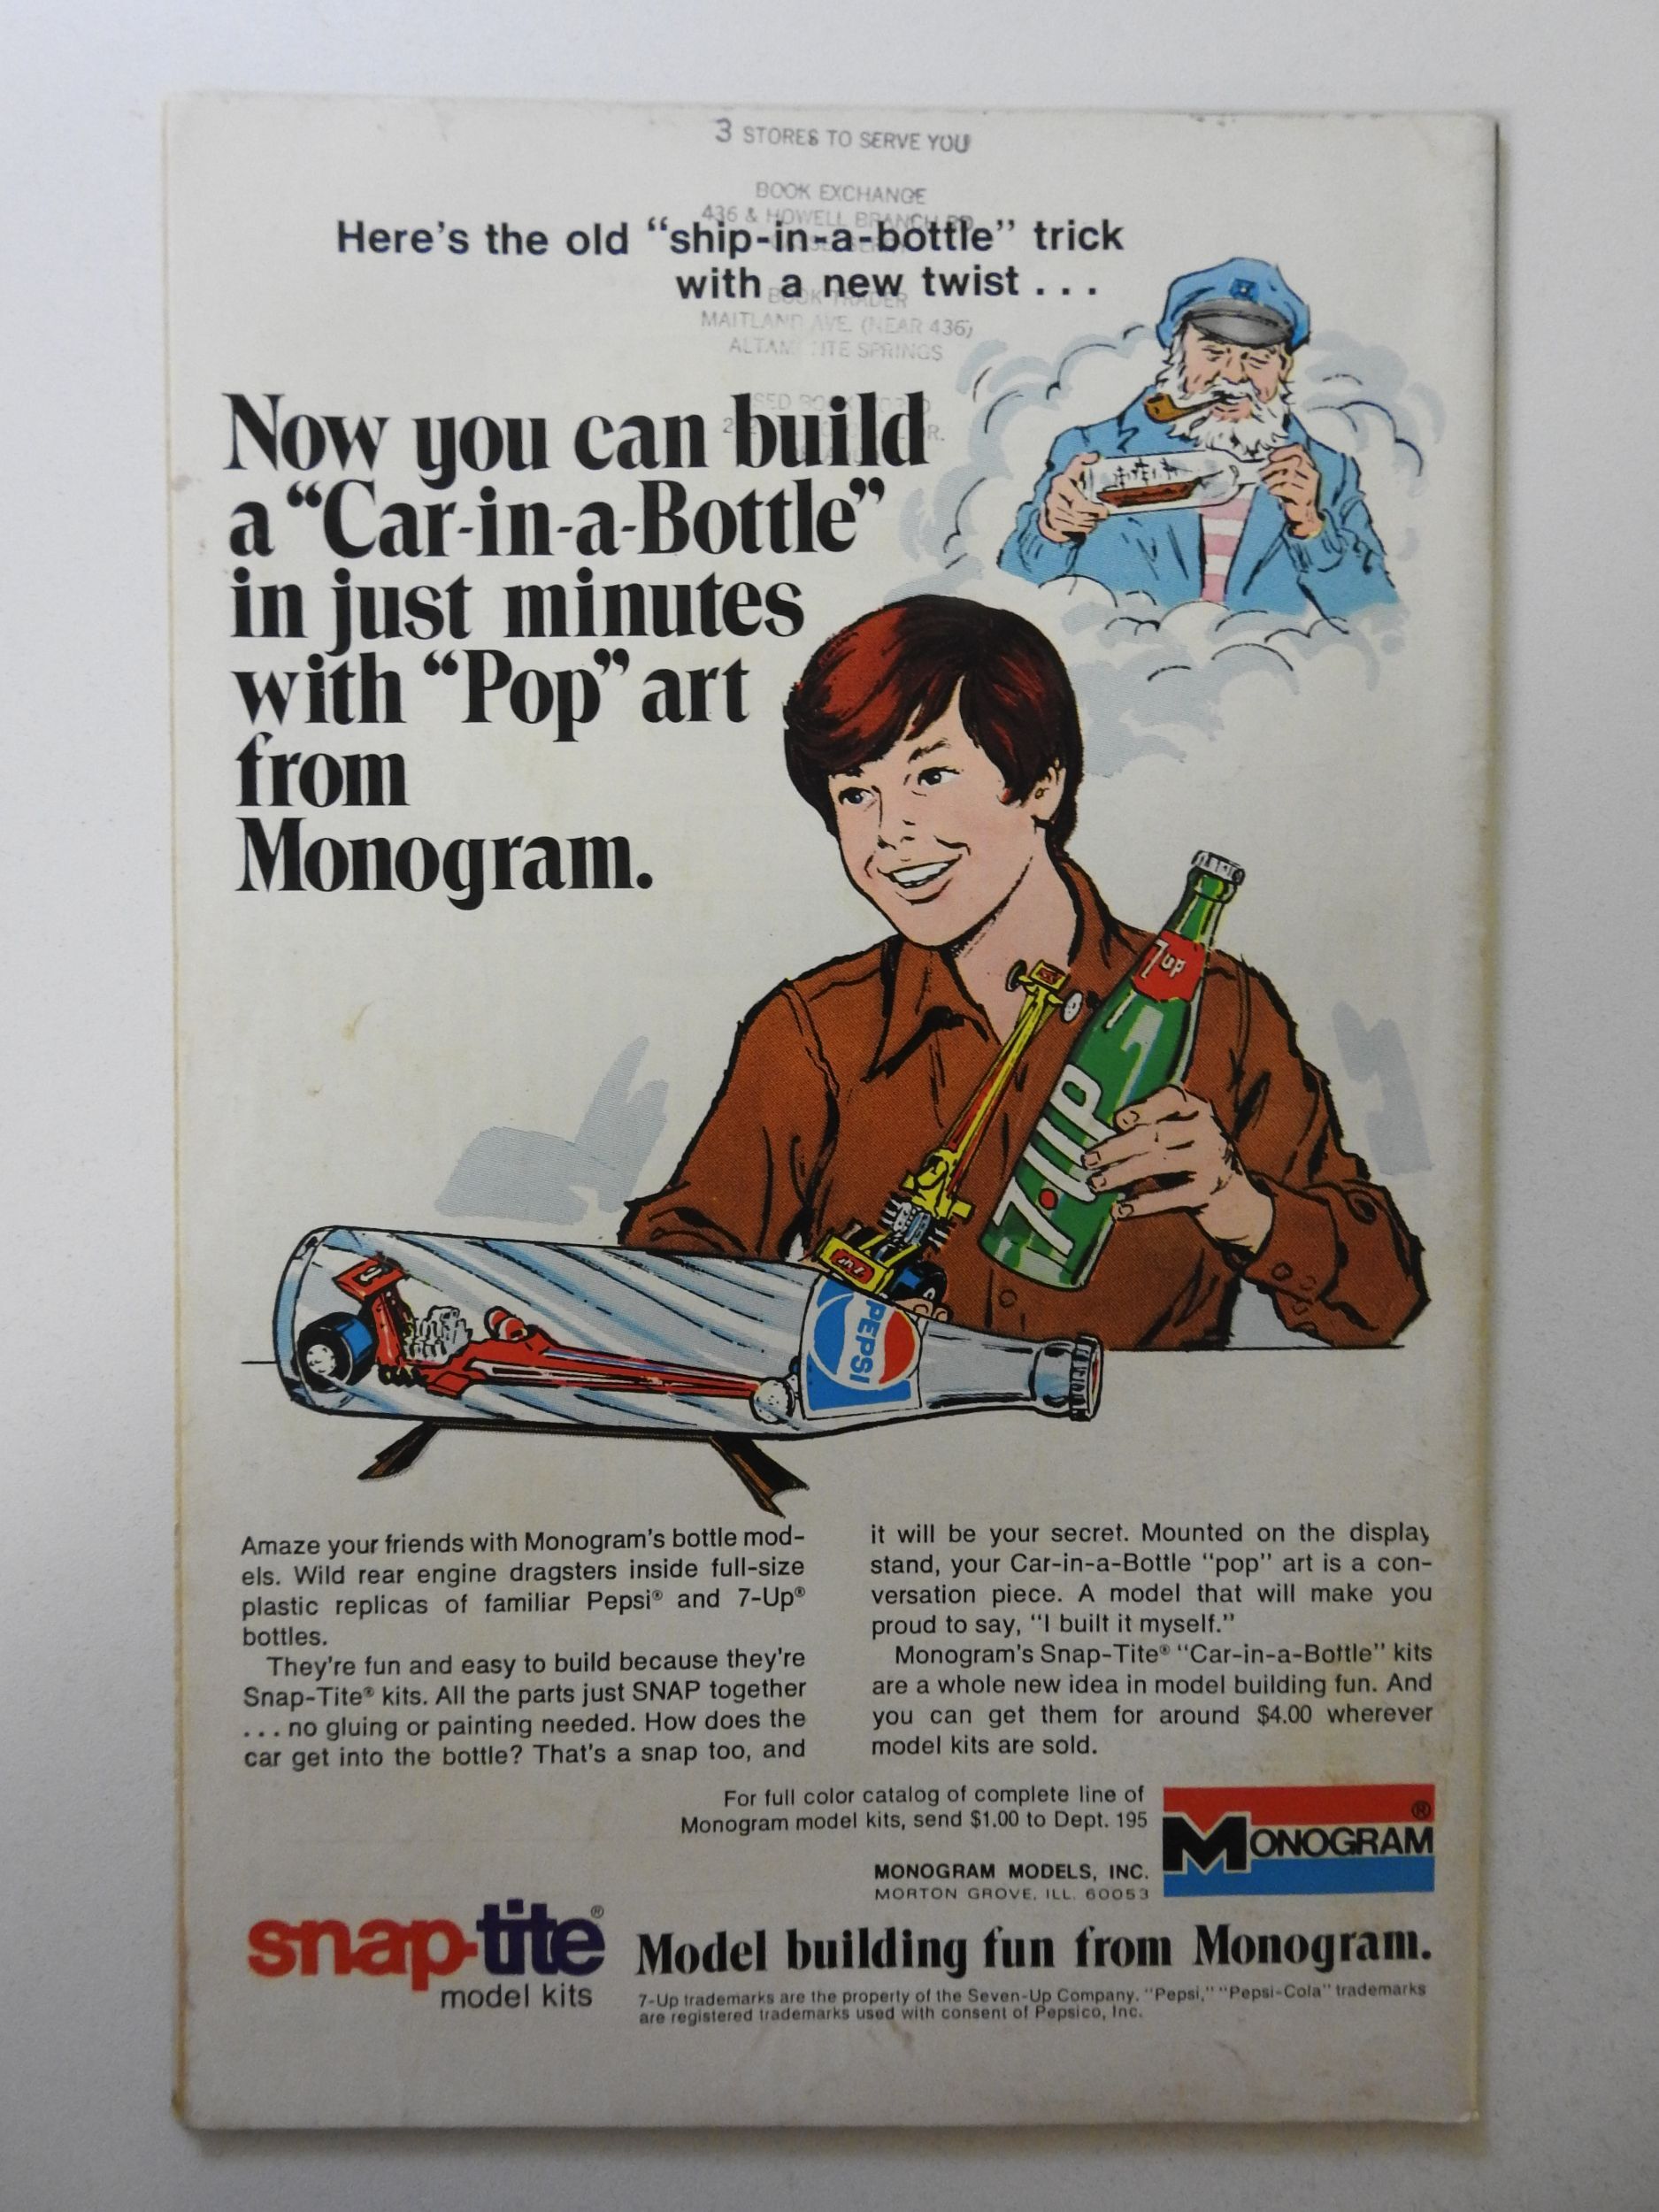 3 STORES TO SERVE YOU
BOOK EXCHANGE
436 & HOWELL BRANCH RD
Here's the old “ship-in-a-bottle” trick
with a new twist . . .
BOOK TRADER
MAITLAND AVE. (NEAR 436)
SPRINGS
Now you can build
a “Car-in-a-Bottle”
in just minutes
with “Pop” art
from
Monogram.
7up
7·UP
PEPSI
Amaze your friends with Monogram's bottle mod-
els. Wild rear engine dragsters inside full-size
plastic replicas of familiar Pepsi® and 7-Up®
bottles.
They're fun and easy to build because they're
Snap-Tite® kits. All the parts just SNAP together
. . . no gluing or painting needed. How does the
car get into the bottle? That's a snap too, and
it will be your secret. Mounted on the display
stand, your Car-in-a-Bottle “pop” art is a con-
versation piece. A model that will make you
proud to say, “I built it myself.”
Monogram's Snap-Tite® “Car-in-a-Bottle” kits
are a whole new idea in model building fun. And
you can get them for around $4.00 wherever
model kits are sold.
For full color catalog of complete line of
Monogram model kits, send $1.00 to Dept. 195
MONOGRAM MODELS, INC.
MORTON GROVE, ILL. 60053
MONOGRAM®
snap-tite®
model kits
Model building fun from Monogram.
7-Up trademarks are the property of the Seven-Up Company. “Pepsi,” “Pepsi-Cola” trademarks
are registered trademarks used with consent of Pepsico, Inc.